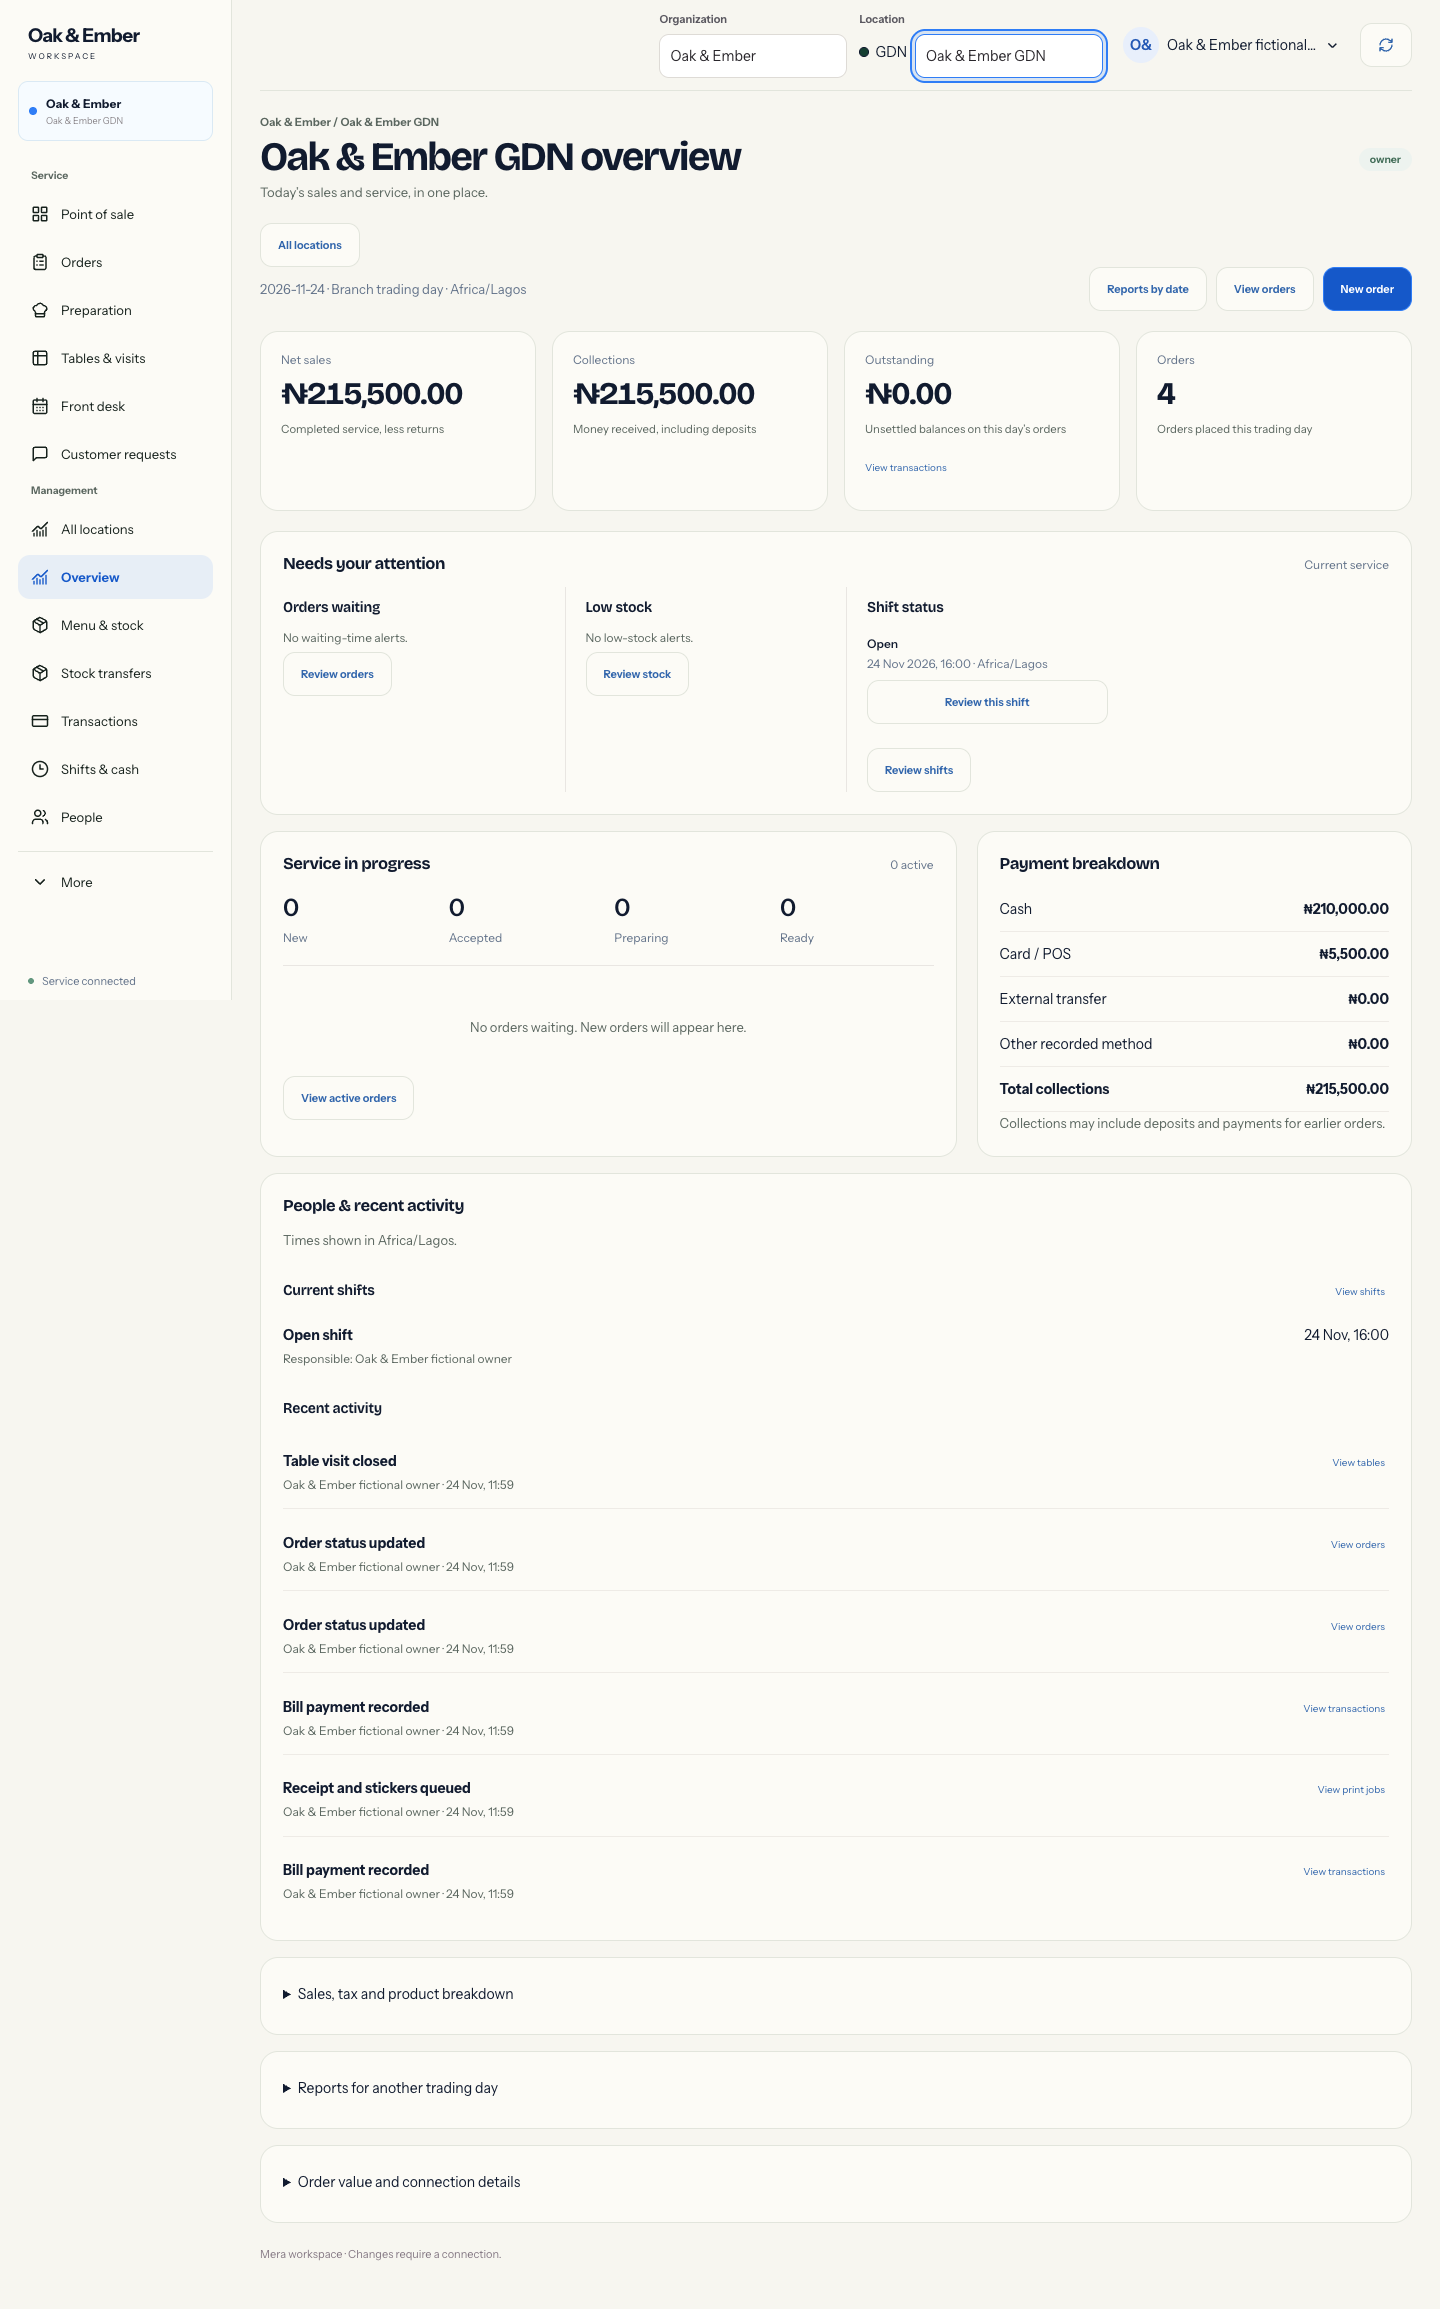 Oak & Ember
WORKSPACE
Oak & Ember
Oak & Ember GDN
Service
Point of sale
Orders
Preparation
Tables & visits
Front desk
Customer requests
Management
All locations
Overview
Menu & stock
Stock transfers
Transactions
Shifts & cash
People
More
Service connected
Organization
Oak & Ember
Location
GDN
Oak & Ember GDN
O&
Oak & Ember fictional...
Oak & Ember / Oak & Ember GDN
Oak & Ember GDN overview
owner
Today's sales and service, in one place.
All locations
2026-11-24 · Branch trading day · Africa/Lagos
Reports by date
View orders
New order
Net sales
₦215,500.00
Completed service, less returns
Collections
₦215,500.00
Money received, including deposits
Outstanding
₦0.00
Unsettled balances on this day's orders
View transactions
Orders
4
Orders placed this trading day
Needs your attention
Current service
Orders waiting
No waiting-time alerts.
Review orders
Low stock
No low-stock alerts.
Review stock
Shift status
Open
24 Nov 2026, 16:00 · Africa/Lagos
Review this shift
Review shifts
Service in progress
0 active
0
New
0
Accepted
0
Preparing
0
Ready
No orders waiting. New orders will appear here.
View active orders
Payment breakdown
Cash ₦210,000.00
Card / POS ₦5,500.00
External transfer ₦0.00
Other recorded method ₦0.00
Total collections ₦215,500.00
Collections may include deposits and payments for earlier orders.
People & recent activity
Times shown in Africa/Lagos.
Current shifts
View shifts
Open shift
24 Nov, 16:00
Responsible: Oak & Ember fictional owner
Recent activity
Table visit closed
View tables
Oak & Ember fictional owner · 24 Nov, 11:59
Order status updated
View orders
Oak & Ember fictional owner · 24 Nov, 11:59
Order status updated
View orders
Oak & Ember fictional owner · 24 Nov, 11:59
Bill payment recorded
View transactions
Oak & Ember fictional owner · 24 Nov, 11:59
Receipt and stickers queued
View print jobs
Oak & Ember fictional owner · 24 Nov, 11:59
Bill payment recorded
View transactions
Oak & Ember fictional owner · 24 Nov, 11:59
Sales, tax and product breakdown
Reports for another trading day
Order value and connection details
Mera workspace · Changes require a connection.